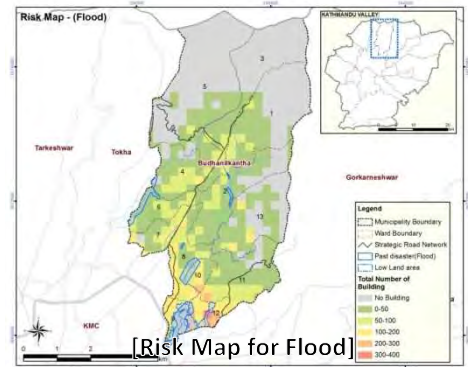 Risk Map - (Flood)
KATHMANDU VALLEY
3
5
1
Tarkeshwar
Tokha
Budhanilkantha
4
2
Gorkarneshwar
6
13
7
8
10
11
12
KMC
Legend
Municipality Boundary
Ward Boundary
Strategic Road Network
Past disaster(Flood)
Low Land area
Total Number of
Building
No Building
0-50
50-100
100-200
200-300
300-400
0
1
2
[Risk Map for Flood]